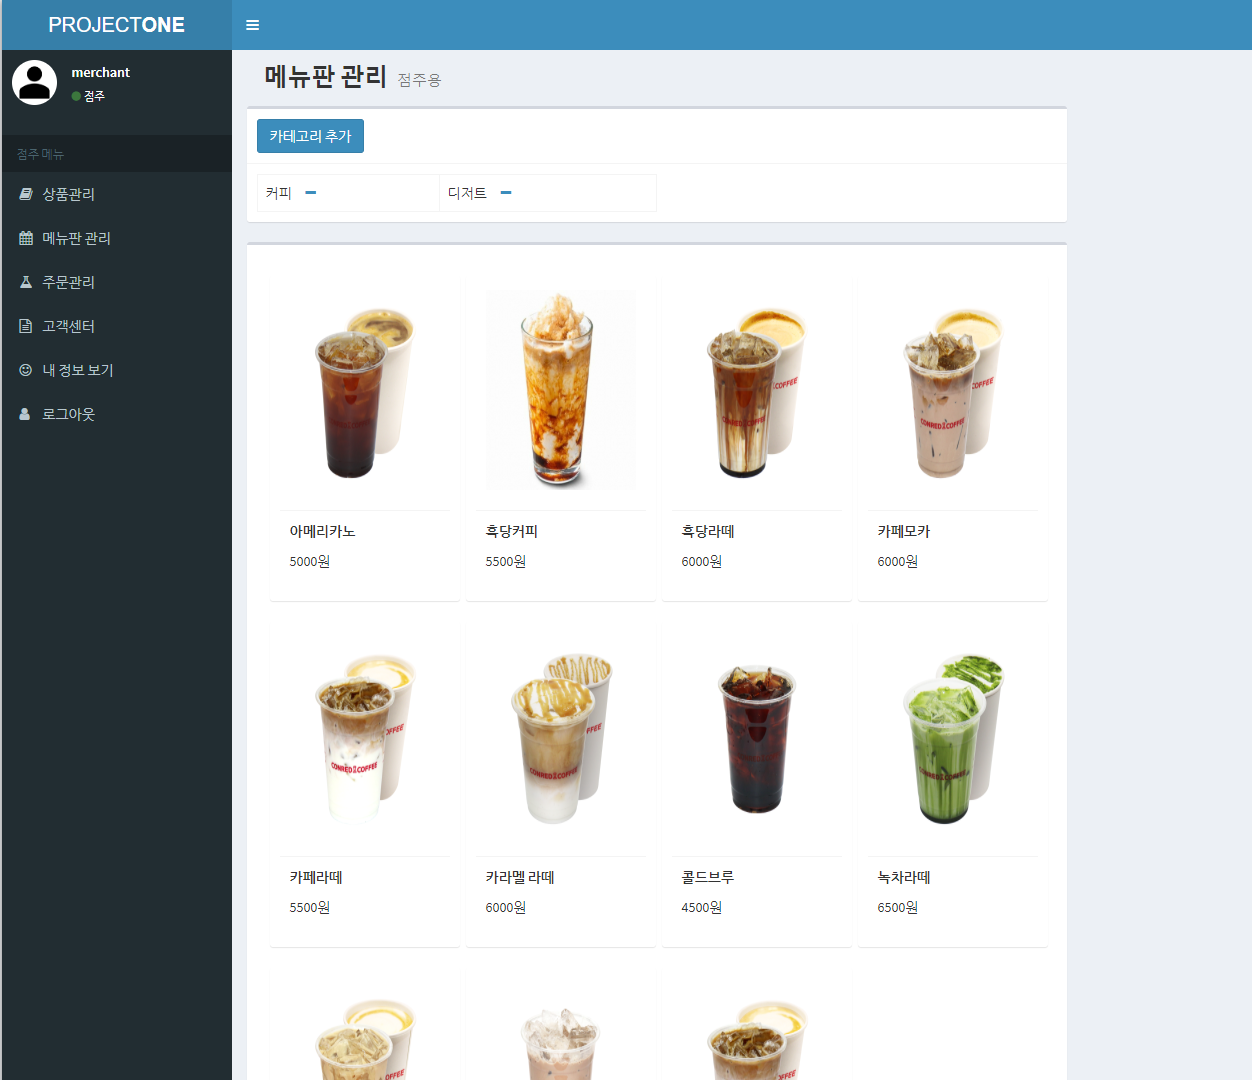 PROJECTONE
merchant
점주
점주 메뉴
상품관리
메뉴판 관리
주문관리
고객센터
내 정보 보기
로그아웃
메뉴판 관리 점주용
카테고리 추가
커피 디저트
아메리카노 흑당커피 흑당라떼 카페모카
5000원 5500원 6000원 6000원
CONREDICOFFEE
카페라떼 카라멜 라떼 콜드브루 녹차라떼
5500원 6000원 4500원 6500원